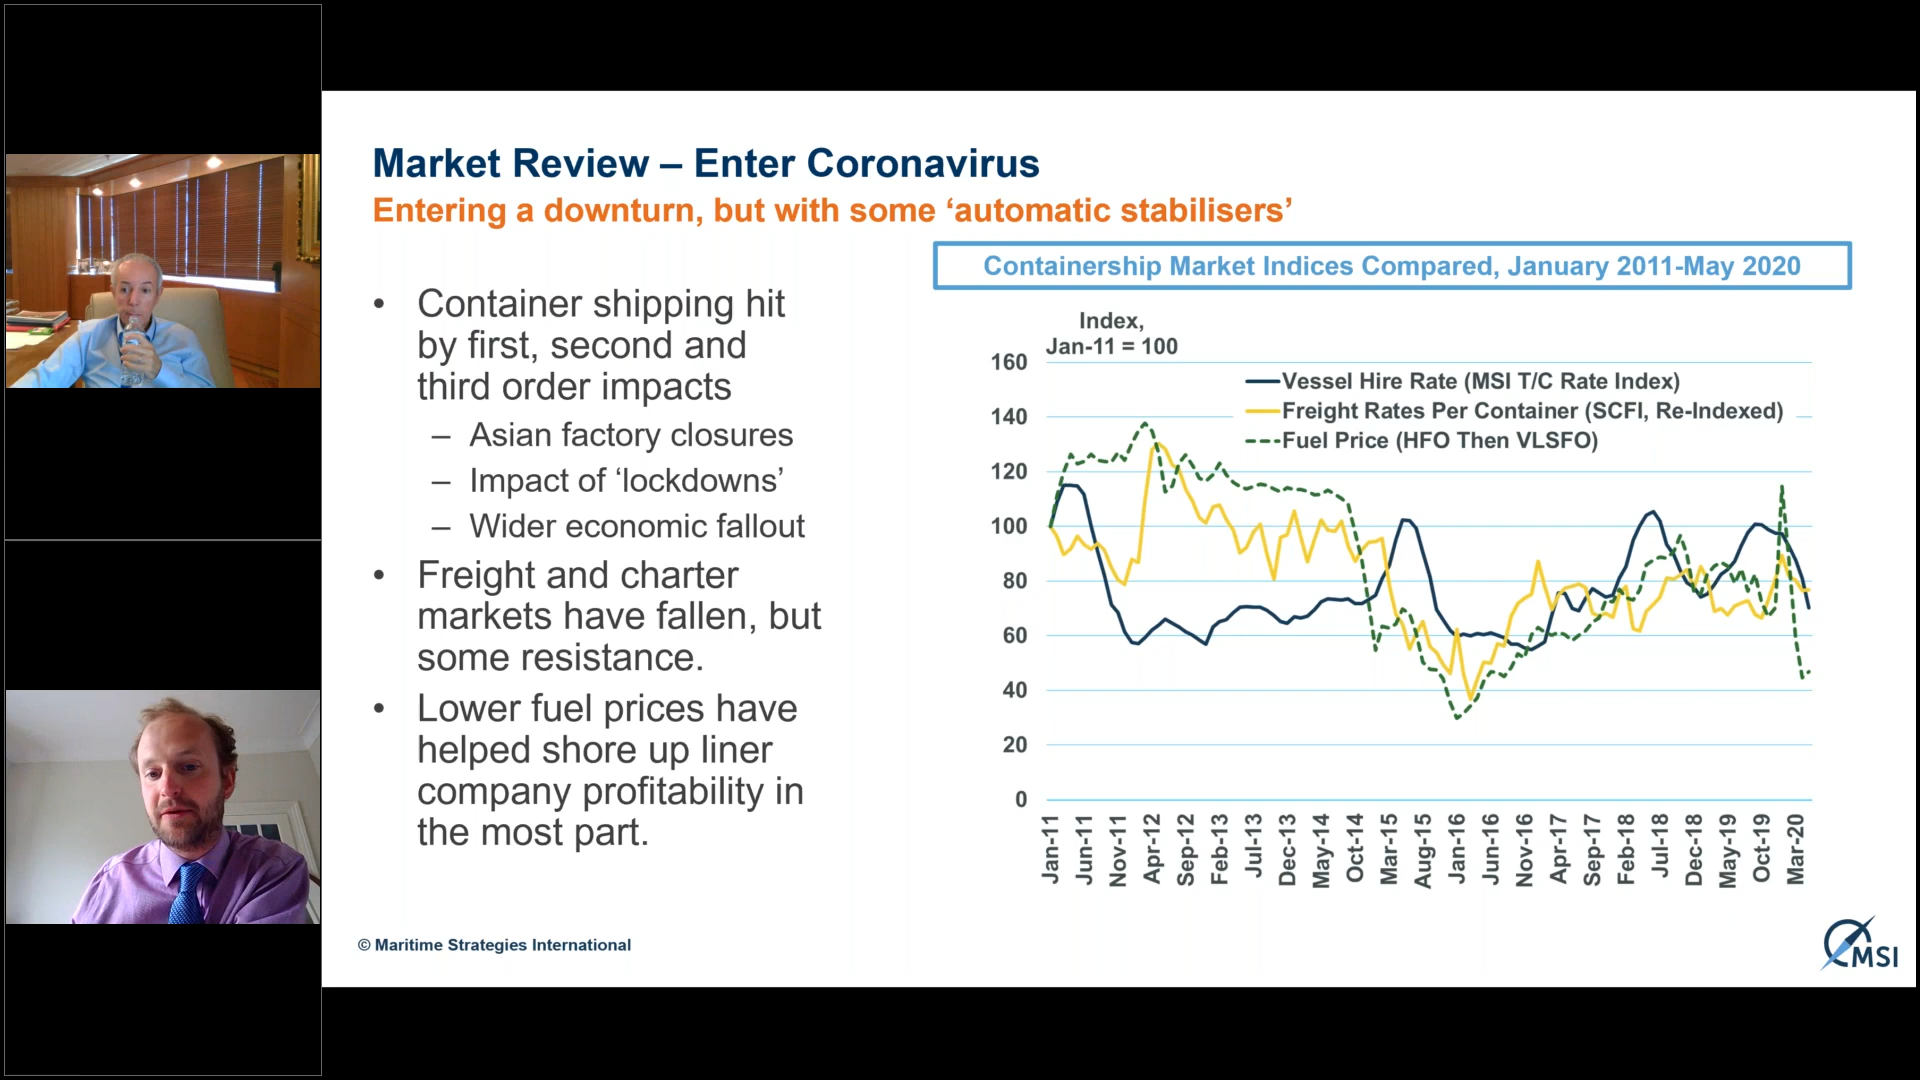 Market Review – Enter Coronavirus
Entering a downturn, but with some ‘automatic stabilisers’
• Container shipping hit
by first, second and
third order impacts
– Asian factory closures
– Impact of ‘lockdowns’
– Wider economic fallout
• Freight and charter
markets have fallen, but
some resistance.
• Lower fuel prices have
helped shore up liner
company profitability in
the most part.
Containership Market Indices Compared, January 2011-May 2020
Index,
Jan-11 = 100
Vessel Hire Rate (MSI T/C Rate Index)
Freight Rates Per Container (SCFI, Re-Indexed)
Fuel Price (HFO Then VLSFO)
160
140
120
100
80
60
40
20
0
Jan-11
Jun-11
Nov-11
Apr-12
Sep-12
Feb-13
Jul-13
Dec-13
May-14
Oct-14
Mar-15
Aug-15
Jan-16
Jun-16
Nov-16
Apr-17
Sep-17
Feb-18
Jul-18
Dec-18
May-19
Oct-19
Mar-20
© Maritime Strategies International
MSI